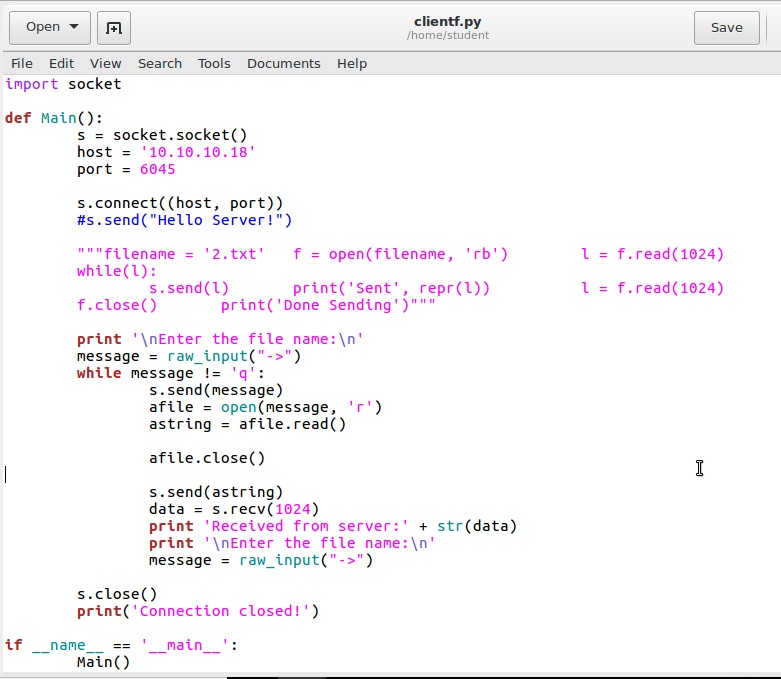 Open
clientf.py
/home/student
Save
File Edit View Search Tools Documents Help
import socket
def Main():
        s = socket.socket()
        host = '10.10.10.18'
        port = 6045
        s.connect((host, port))
        #s.send("Hello Server!")
        """filename = '2.txt'   f = open(filename, 'rb')        l = f.read(1024)
        while(l):
                s.send(l)       print('Sent', repr(l))          l = f.read(1024)
        f.close()       print('Done Sending')"""
        print '\nEnter the file name:\n'
        message = raw_input("->")
        while message != 'q':
                s.send(message)
                afile = open(message, 'r')
                astring = afile.read()
                afile.close()
                s.send(astring)
                data = s.recv(1024)
                print 'Received from server:' + str(data)
                print '\nEnter the file name:\n'
                message = raw_input("->")
        s.close()
        print('Connection closed!')
if __name__ == '__main__':
        Main()